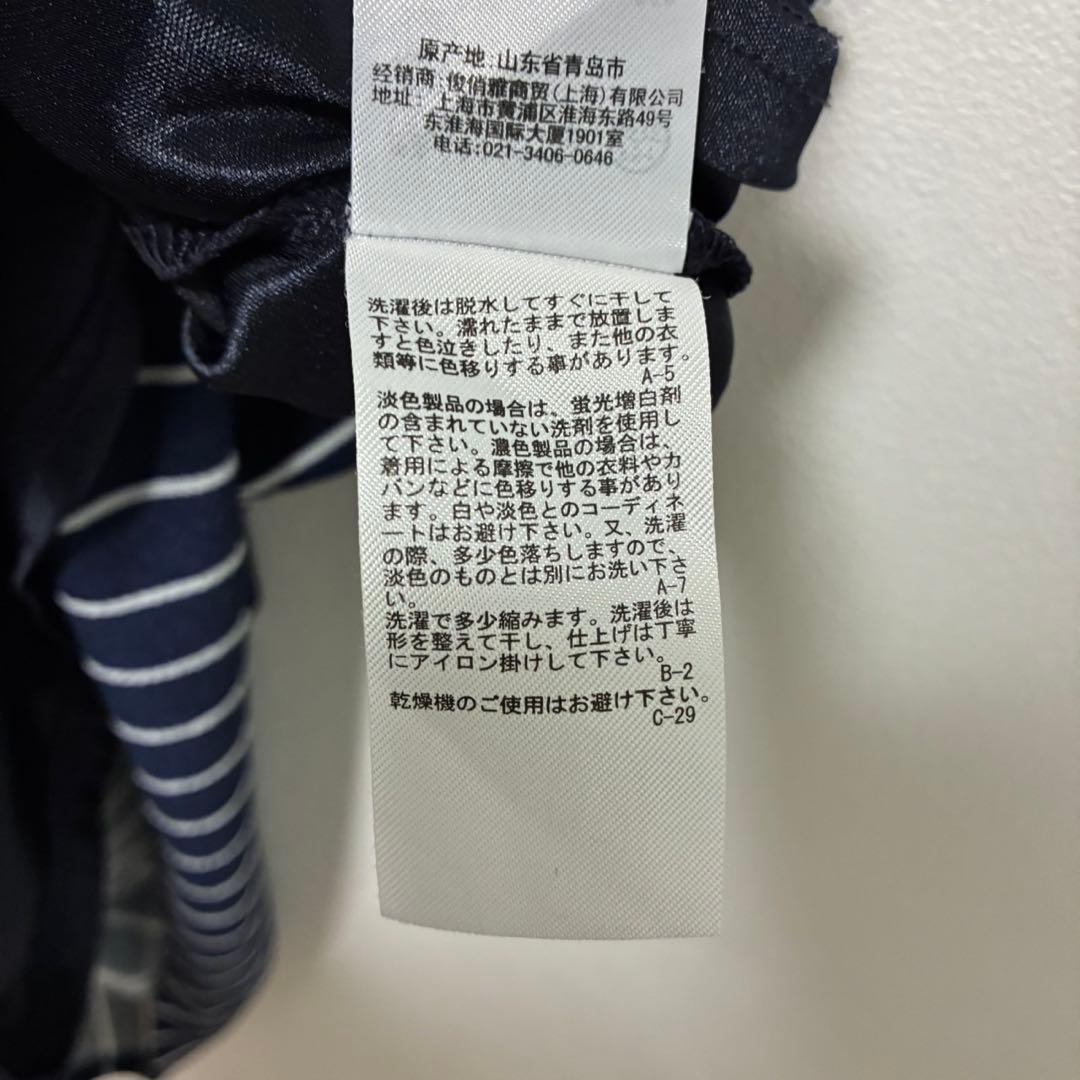 原产地:山东省青岛市
经销商:俊俏雅商贸(上海)有限公司
地址:上海市黄浦区淮海东路49号
东淮海国际大厦1901室
电话:021-3406-0646
洗濯後は脱水してすぐに干して
下さい。濡れたままで放置しま
すと色泣きしたり、また他の衣
類等に色移りする事があります。
A-5
淡色製品の場合は、蛍光増白剤
の含まれていない洗剤を使用し
て下さい。濃色製品の場合は、
着用による摩擦で他の衣料やカ
バンなどに色移りする事があり
ます。白や淡色とのコーディネ
ートはお避け下さい。又、洗濯
の際、多少色落ちしますので、
淡色のものとは別にお洗い下さ
い。
A-7
洗濯で多少縮みます。洗濯後は
形を整えて干し、仕上げは丁寧
にアイロン掛けして下さい。
B-2
乾燥機のご使用はお避け下さい。
C-29